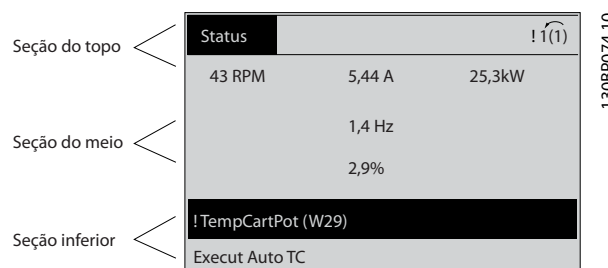 Seção do topo
Status
! 1(1)
43 RPM 5,44 A 25,3kW
Seção do meio
1,4 Hz
2,9%
! TempCartPot (W29)
Seção inferior
Execut Auto TC
130BP074.10